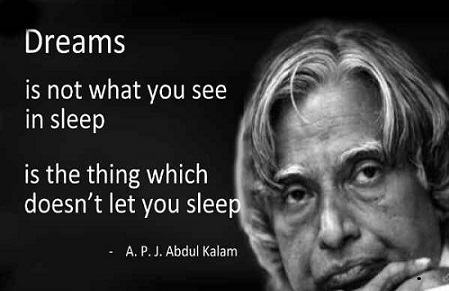 Dreams
is not what you see
in sleep
is the thing which
doesn’t let you sleep
- A. P. J. Abdul Kalam